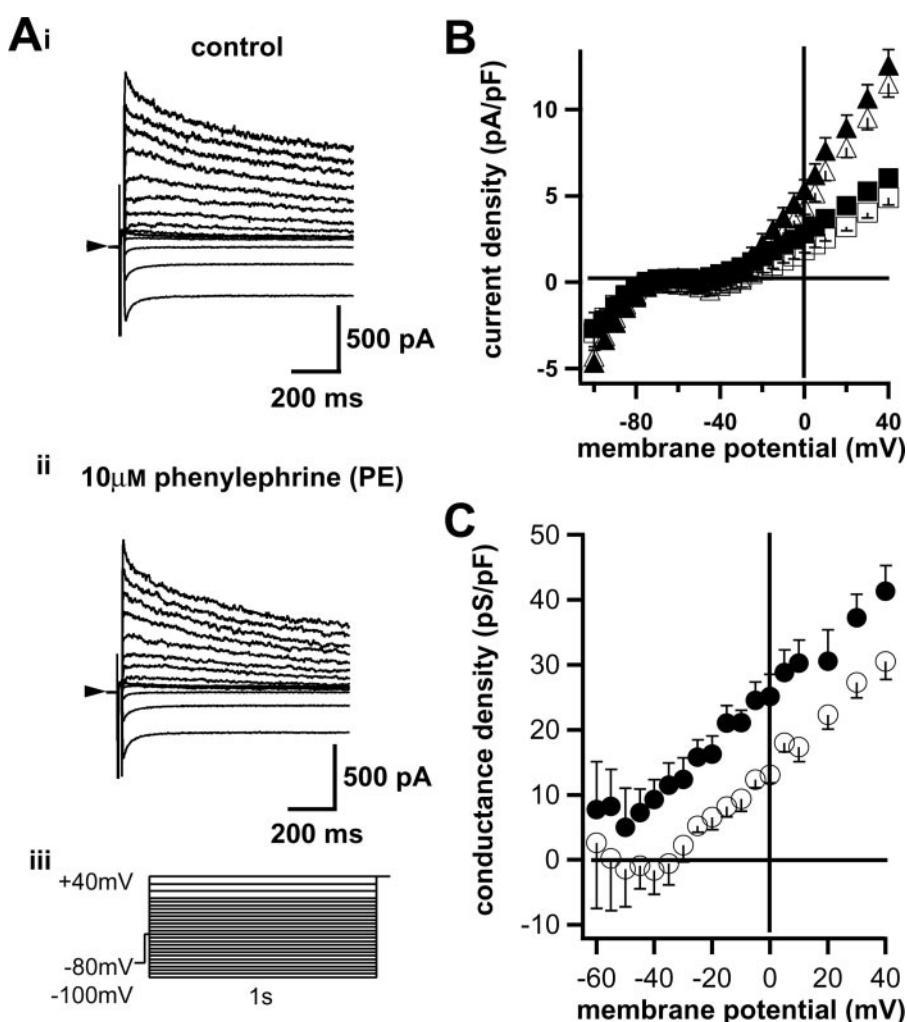 Ai
control
500 pA
200 ms
ii
10µM phenylephrine (PE)
500 pA
200 ms
iii
+40mV
-80mV
-100mV
1s
B
current density (pA/pF)
10
5
0
-5
-80
-40
0
40
membrane potential (mV)
C
conductance density (pS/pF)
50
40
30
20
10
0
-10
-60
-40
-20
0
20
40
membrane potential (mV)